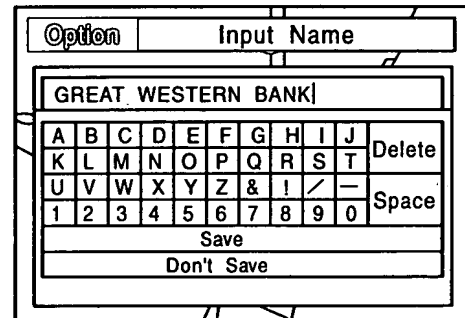 Option Input Name
GREAT WESTERN BANK
A B C D E F G H I J Delete
K L M N O P Q R S T
U V W X Y Z & ! / — Space
1 2 3 4 5 6 7 8 9 0
Save
Don't Save